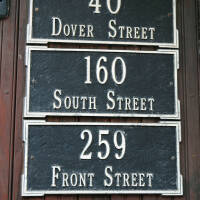 40
DOVER STREET
160
SOUTH STREET
259
FRONT STREET